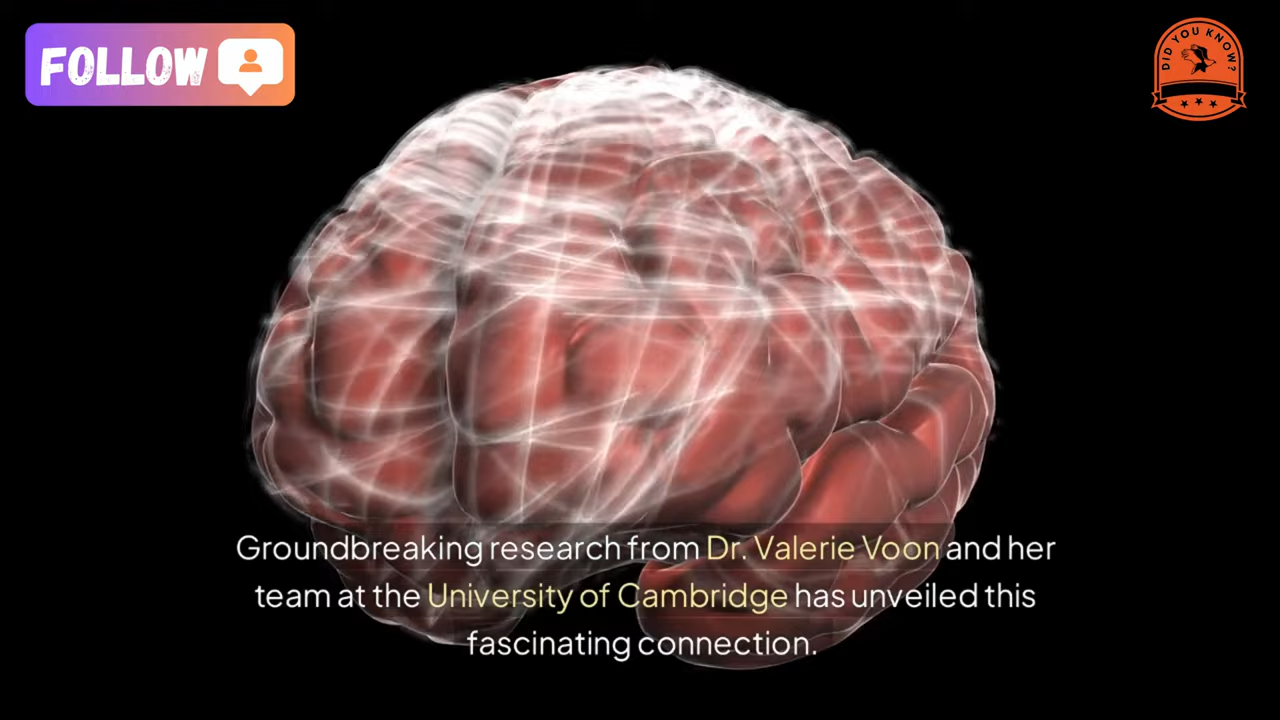 FOLLOW
DID YOU KNOW?
Groundbreaking research from Dr. Valerie Voon and her
team at the University of Cambridge has unveiled this
fascinating connection.